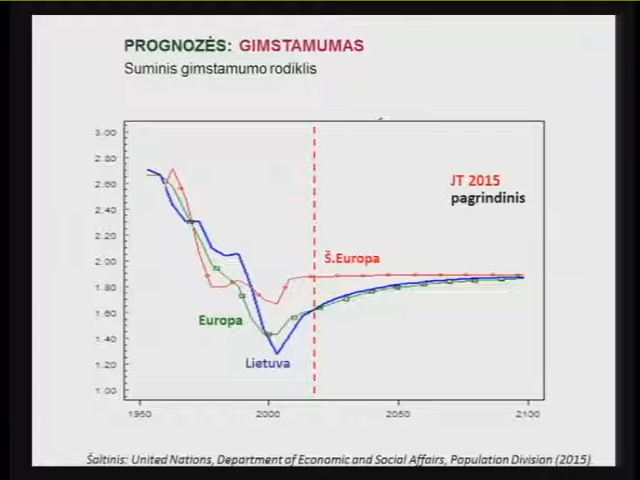 PROGNOZĖS: GIMSTAMUMAS
Suminis gimstamumo rodiklis
3.00
2.80
2.60
2.40
2.20
2.00
1.80
1.60
1.40
1.20
1.00
JT 2015
pagrindinis
Š.Europa
Europa
Lietuva
1950
2000
2050
2100
Šaltinis: United Nations, Department of Economic and Social Affairs, Population Division (2015).